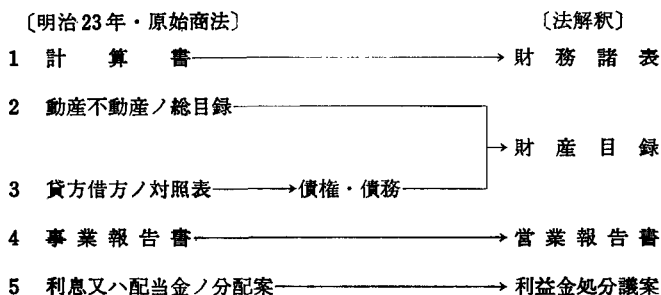 〔明治23年・原始商法〕 〔法解釈〕
1 計算書 → 財務諸表
2 動産不動産ノ総目録
→ 財産目録
3 貸方借方ノ対照表 → 債権・債務
4 事業報告書 → 営業報告書
5 利息又ハ配当金ノ分配案 → 利益金処分議案